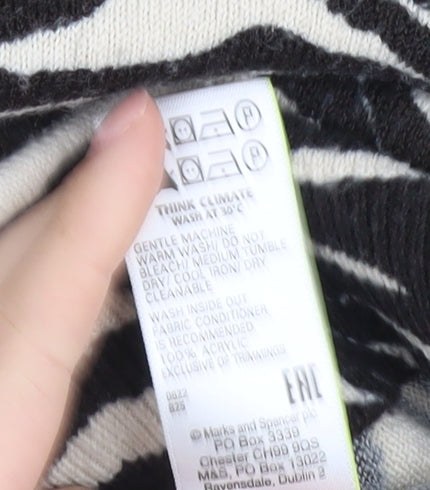 P
P
THINK CLIMATE
WASH AT 30°C
GENTLE MACHINE
WARM WASH/ DO NOT
BLEACH/ MEDIUM TUMBLE
DRY/ COOL IRON/ DRY
CLEANABLE
WASH INSIDE OUT
FABRIC CONDITIONER
IS RECOMMENDED
100% ACRYLIC
EXCLUSIVE OF TRIMMINGS
0822
825
EAC
© Marks and Spencer plc
PO Box 3339
Chester CH99 9QS
M&S, PO Box 13022
Ravensdale, Dublin 2